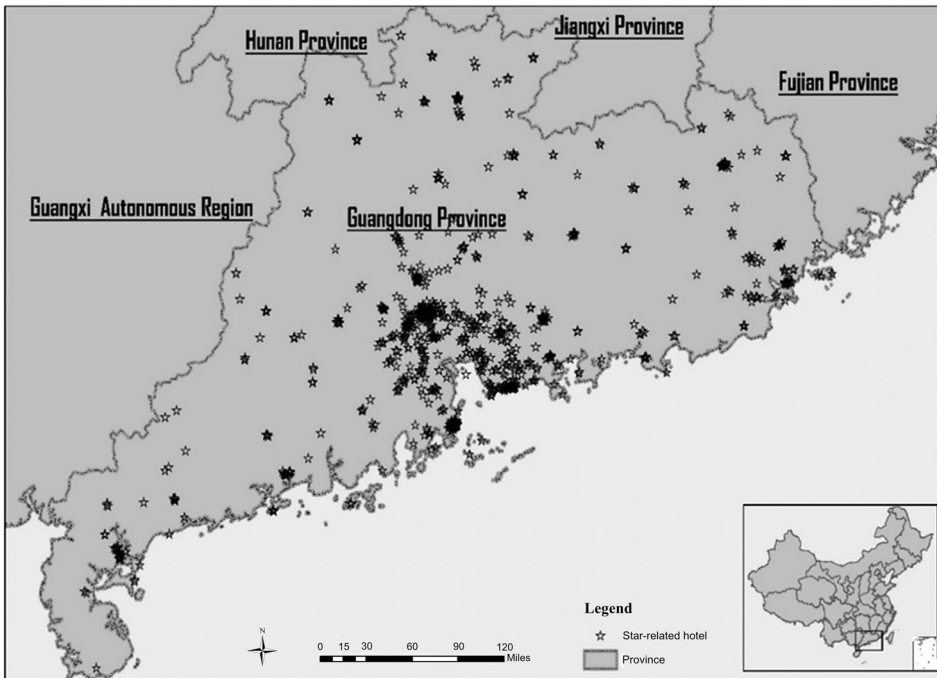 Hunan Province
Jiangxi Province
Fujian Province
Guangxi Autonomous Region
Guangdong Province
Legend
Star-related hotel
Province
N
0 15 30 60 90 120
Miles